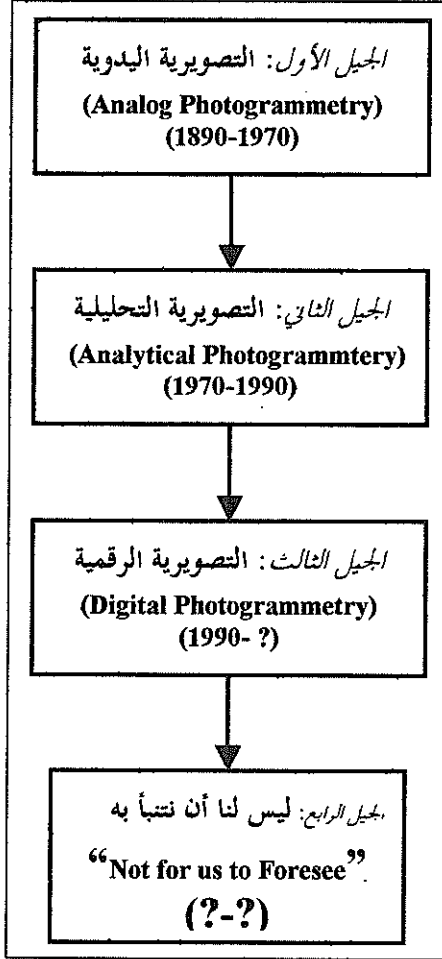 الجيل الأول: التصويرية اليدوية
(Analog Photogrammetry)
(1890-1970)
الجيل الثاني: التصويرية التحليلية
(Analytical Photogrammtery)
(1970-1990)
الجيل الثالث: التصويرية الرقمية
(Digital Photogrammetry)
(1990- ?)
الجيل الرابع: ليس لنا أن نتنبأ به
“Not for us to Foresee”.
(?-?)